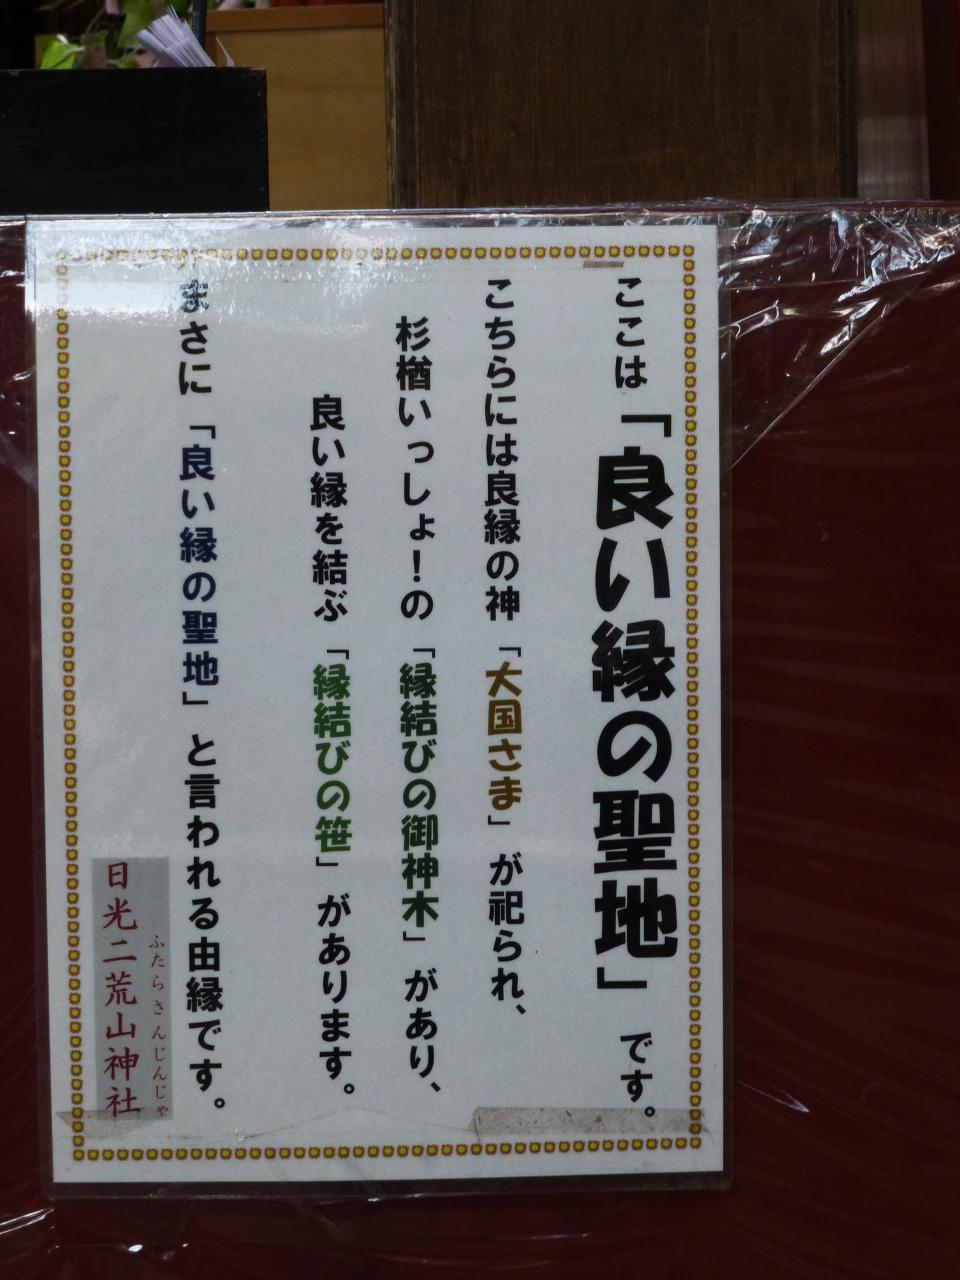 ここは「良い縁の聖地」です。
こちらには良縁の神「大国さま」が祀られ、
杉楢いっしょ！の「縁結びの御神木」があり、
良い縁を結ぶ「縁結びの笹」があります。
まさに「良い縁の聖地」と言われる由縁です。
ふたらさんじんじゃ
日光二荒山神社